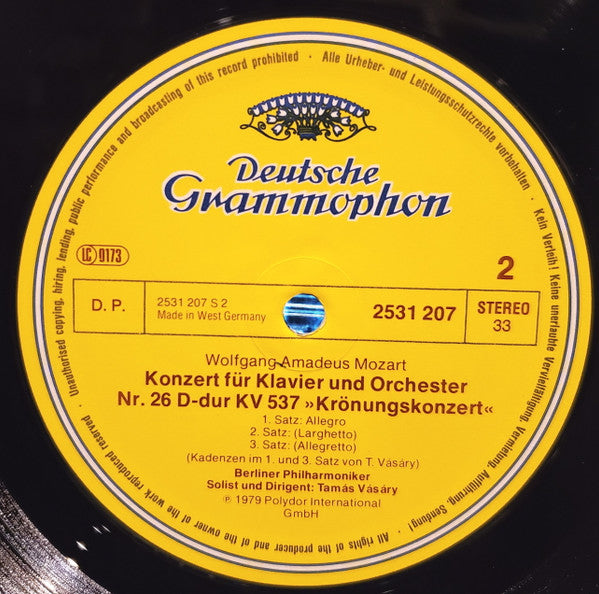 Alle Urheber- und Leistungsschutzrechte vorbehalten · Kein Verleih! Keine unerlaubte Vervielfältigung, Vermietung, Aufführung, Sendung! ·
All rights of the producer and of the owner of the work reproduced reserved · Unauthorised copying, hiring, lending, public performance and broadcasting of this record prohibited ·
Deutsche
Grammophon
LC 0173
2
D. P.
2531 207 S 2
Made in West Germany
2531 207
STEREO
33
Wolfgang Amadeus Mozart
Konzert für Klavier und Orchester
Nr. 26 D-dur KV 537 »Krönungskonzert«
1. Satz: Allegro
2. Satz: (Larghetto)
3. Satz: (Allegretto)
(Kadenzen im 1. und 3. Satz von T. Vásáry)
Berliner Philharmoniker
Solist und Dirigent: Tamás Vásáry
℗ 1979 Polydor International
GmbH